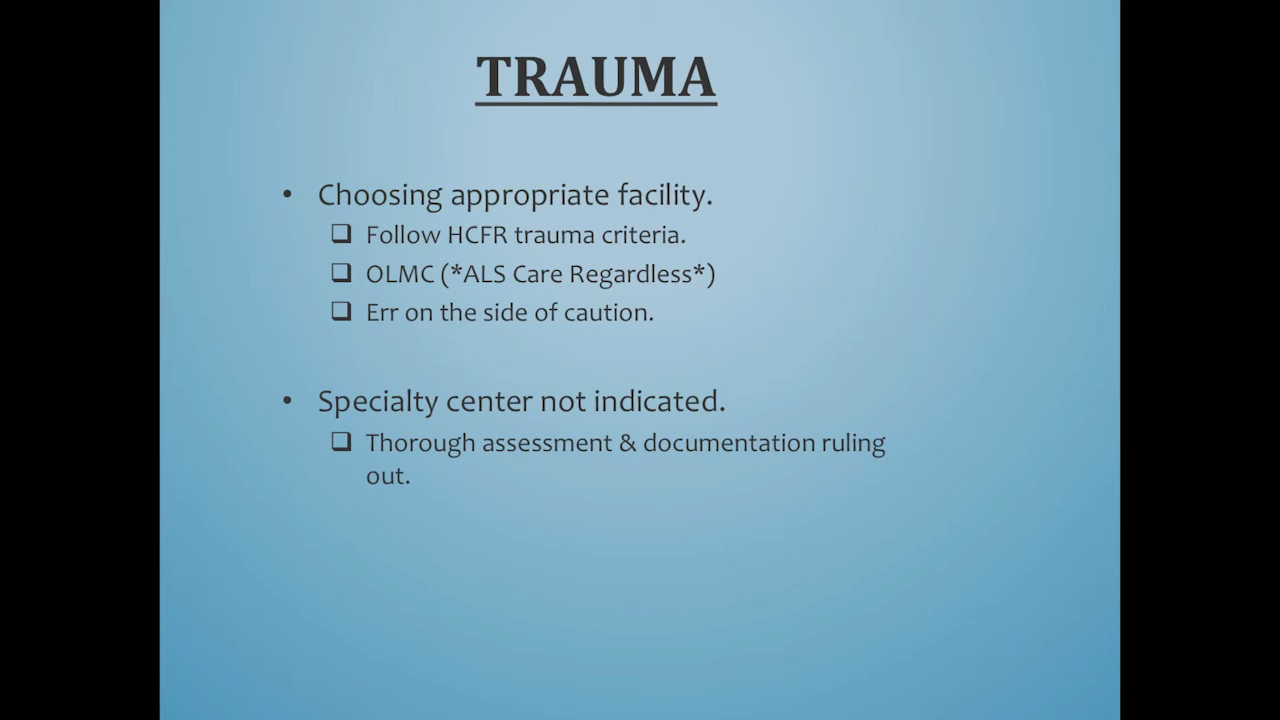 TRAUMA
• Choosing appropriate facility.
❑ Follow HCFR trauma criteria.
❑ OLMC (*ALS Care Regardless*)
❑ Err on the side of caution.
• Specialty center not indicated.
❑ Thorough assessment & documentation ruling
out.